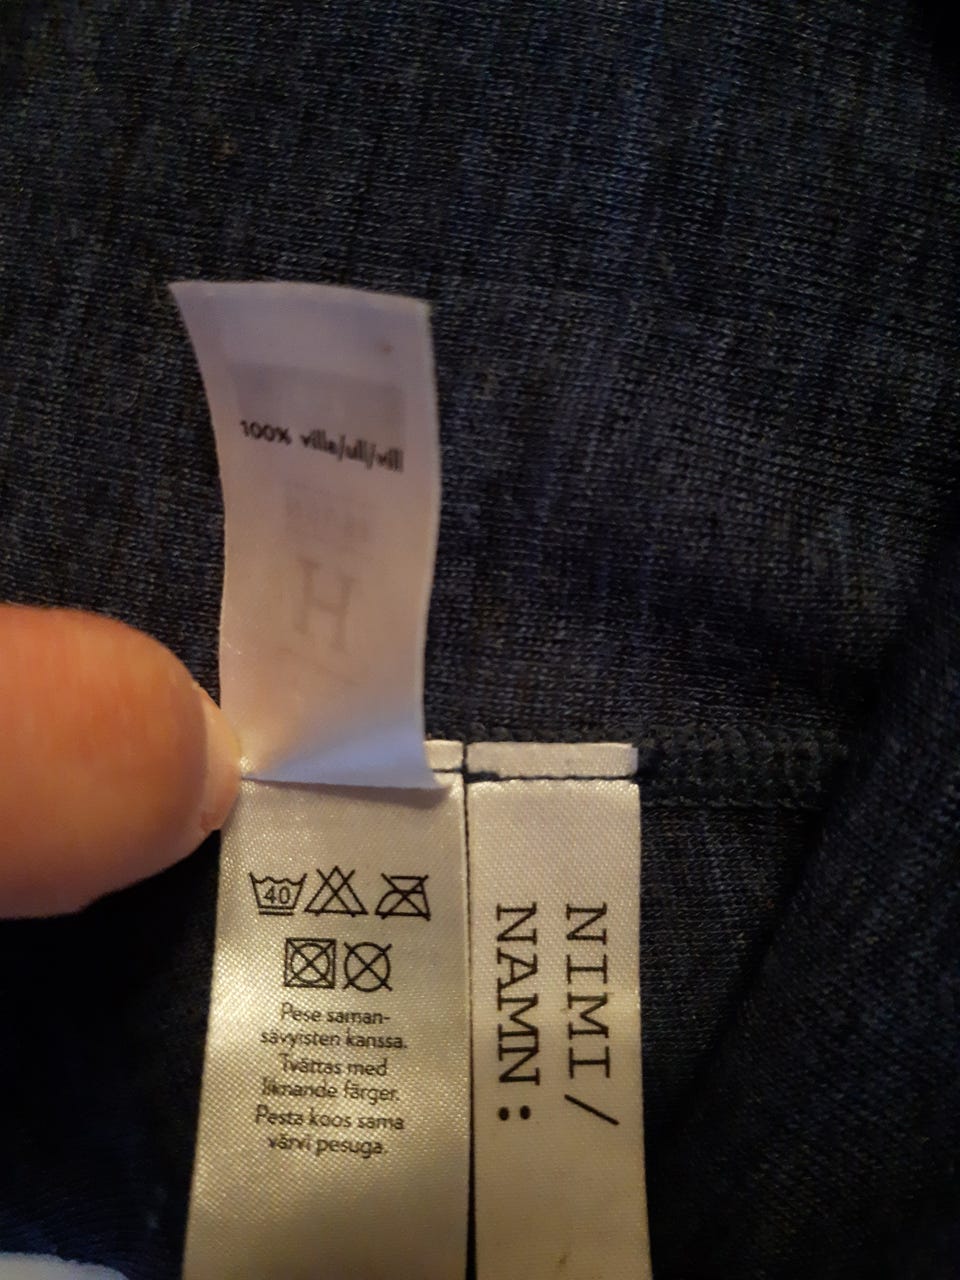 100% villa/ull/vill
40
Pese saman-
sävyisten kanssa.
Tvättas med
liknande färger.
Pesta koos sama
värvi pesuga.
NIMI /
NAMN: